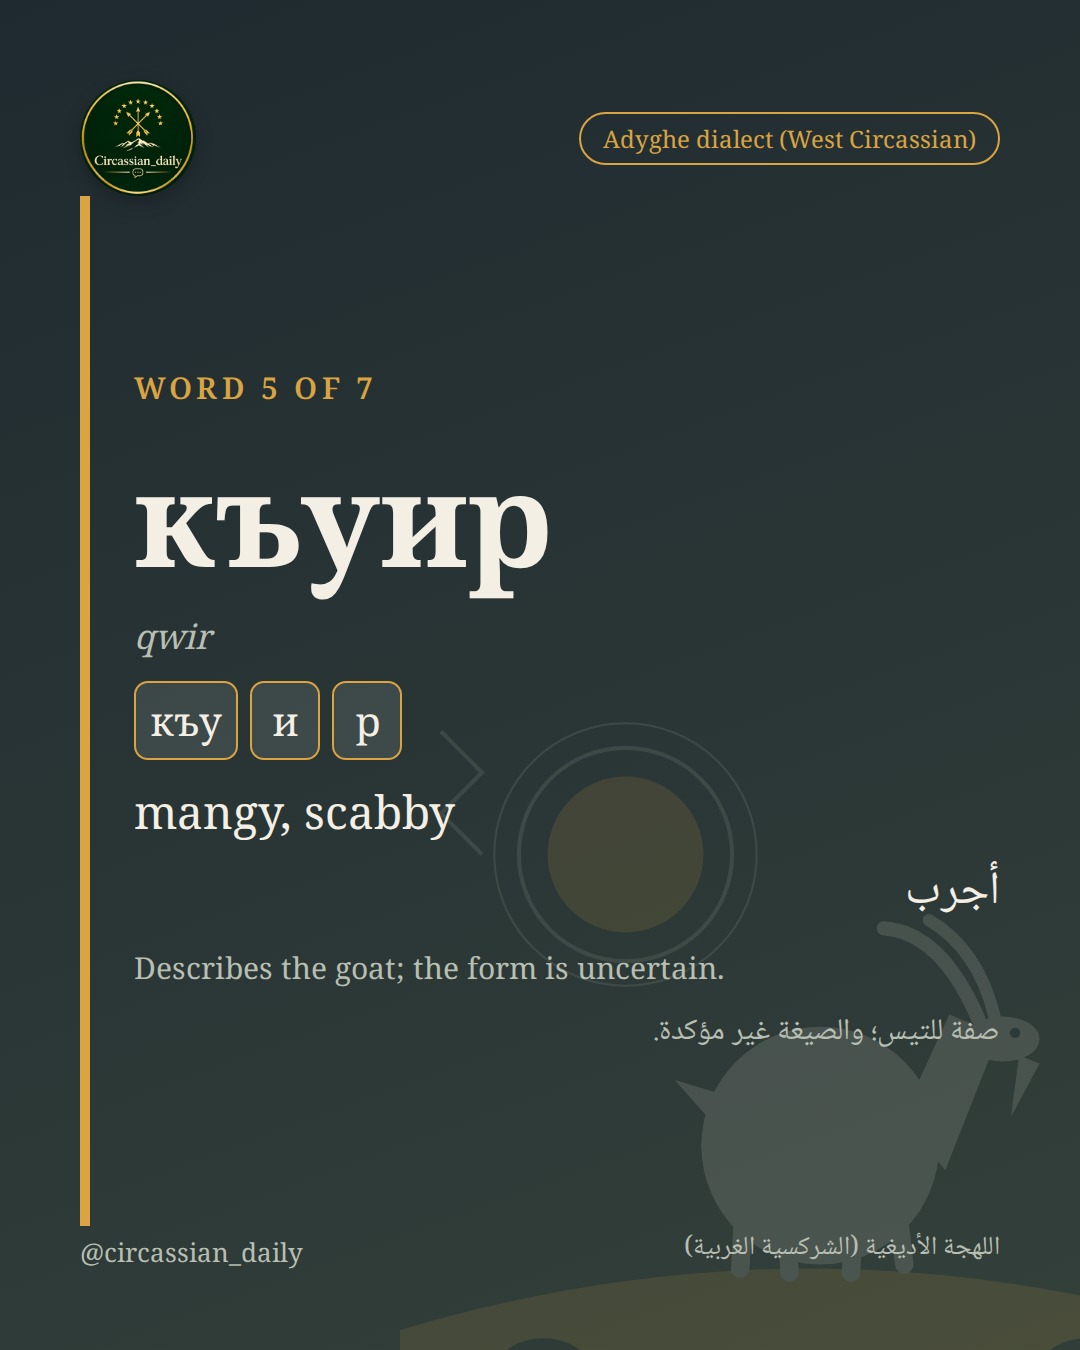 Circassian_daily
Adyghe dialect (West Circassian)
WORD 5 OF 7
къуир
qwir
къу и р
mangy, scabby
أجرب
Describes the goat; the form is uncertain.
صفة للتيس؛ والصيغة غير مؤكدة.
@circassian_daily
اللهجة الأديغية (الشركسية الغربية)